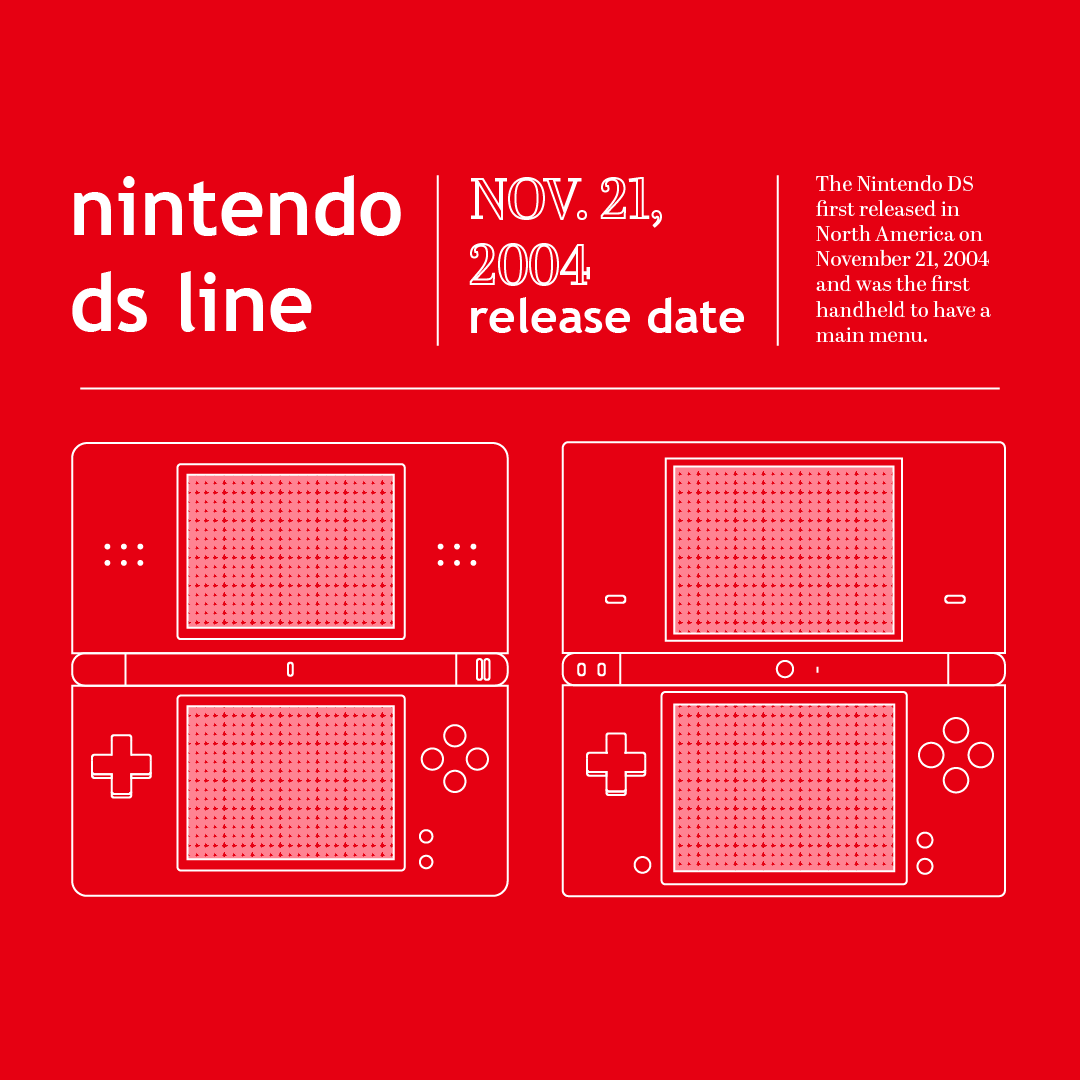 nintendo
ds line
NOV. 21,
2004
release date
The Nintendo DS
first released in
North America on
November 21, 2004
and was the first
handheld to have a
main menu.